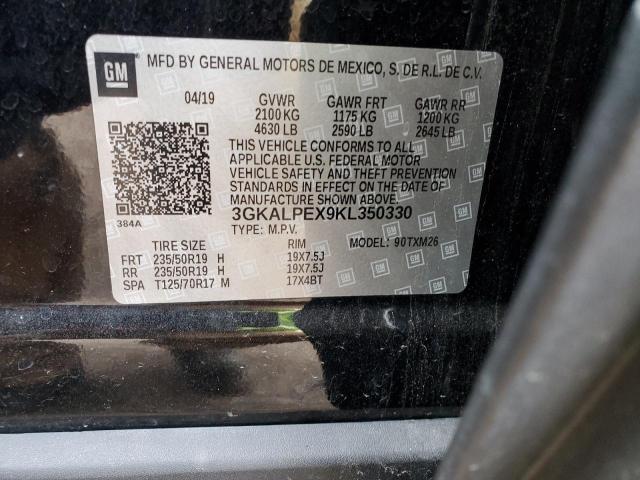 GM
MFD BY GENERAL MOTORS DE MEXICO, S. DE R.L. DE C.V.
04/19 GVWR GAWR FRT GAWR RR
2100 KG 1175 KG 1200 KG
4630 LB 2590 LB 2645 LB
THIS VEHICLE CONFORMS TO ALL
APPLICABLE U.S. FEDERAL MOTOR
VEHICLE SAFETY AND THEFT PREVENTION
STANDARDS IN EFFECT ON THE DATE OF
MANUFACTURE SHOWN ABOVE.
384A
3GKALPEX9KL350330
TYPE: M.P.V. MODEL: 90TXM26
TIRE SIZE RIM
FRT 235/50R19 H 19X7.5J
RR 235/50R19 H 19X7.5J
SPA T125/70R17 M 17X4BT